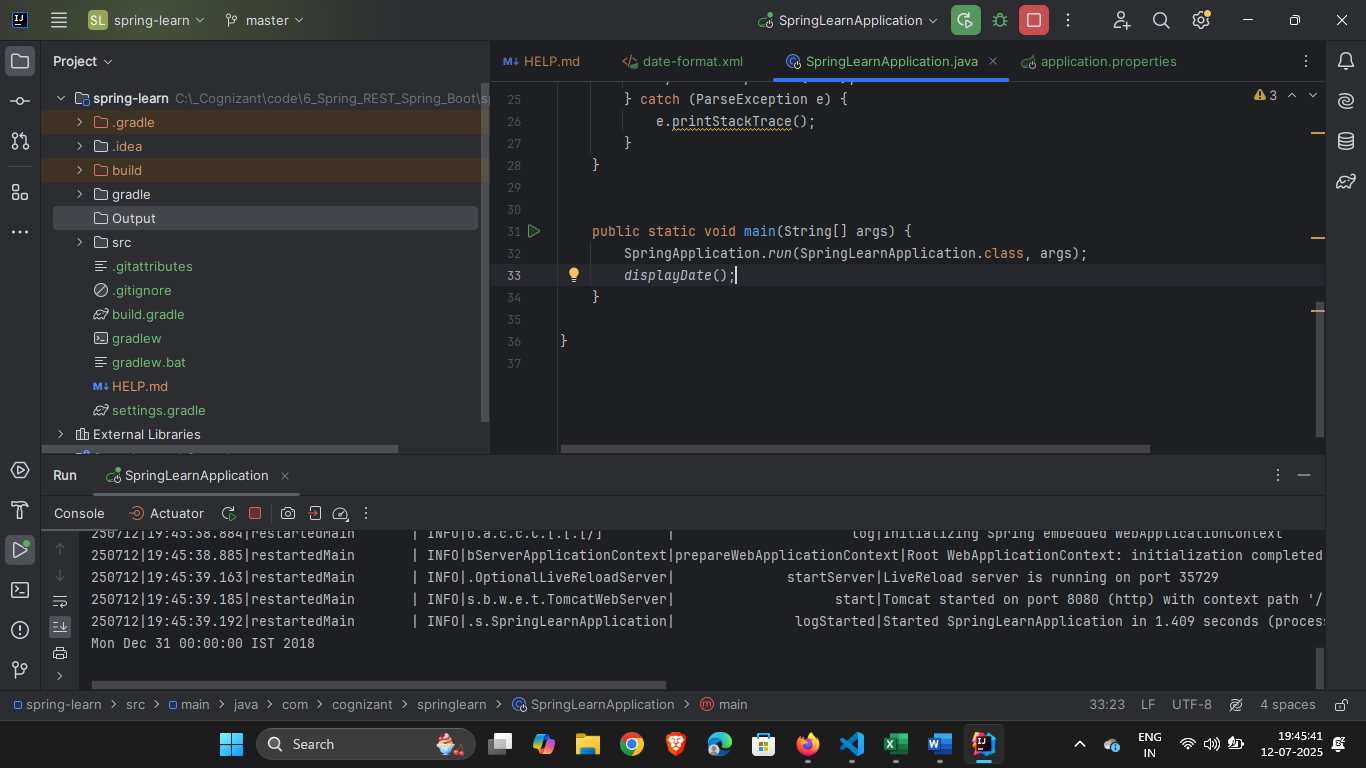 SL spring-learn master SpringLearnApplication
Project
spring-learn C:\_Cognizant\code\6_Spring_REST_Spring_Boot\
.gradle
.idea
build
gradle
Output
src
.gitattributes
.gitignore
build.gradle
gradlew
gradlew.bat
M↓ HELP.md
settings.gradle
External Libraries
M↓ HELP.md date-format.xml SpringLearnApplication.java application.properties
3
25 } catch (ParseException e) {
26 e.printStackTrace();
27 }
28 }
29
30
31 public static void main(String[] args) {
32 SpringApplication.run(SpringLearnApplication.class, args);
33 displayDate();
34 }
35
36 }
37
Run SpringLearnApplication
Console Actuator
250712|19:45:38.884|restartedMain | INFO|o.a.c.c.C.[.[.[/] | log|Initializing Spring embedded WebApplicationContext
250712|19:45:38.885|restartedMain | INFO|bServerApplicationContext|prepareWebApplicationContext|Root WebApplicationContext: initialization completed
250712|19:45:39.163|restartedMain | INFO|.OptionalLiveReloadServer| startServer|LiveReload server is running on port 35729
250712|19:45:39.185|restartedMain | INFO|s.b.w.e.t.TomcatWebServer| start|Tomcat started on port 8080 (http) with context path '/
250712|19:45:39.192|restartedMain | INFO|.s.SpringLearnApplication| logStarted|Started SpringLearnApplication in 1.409 seconds (process
Mon Dec 31 00:00:00 IST 2018
spring-learn > src > main > java > com > cognizant > springlearn > SpringLearnApplication > main 33:23 LF UTF-8 4 spaces
Search
ENG
IN
19:45:41
12-07-2025